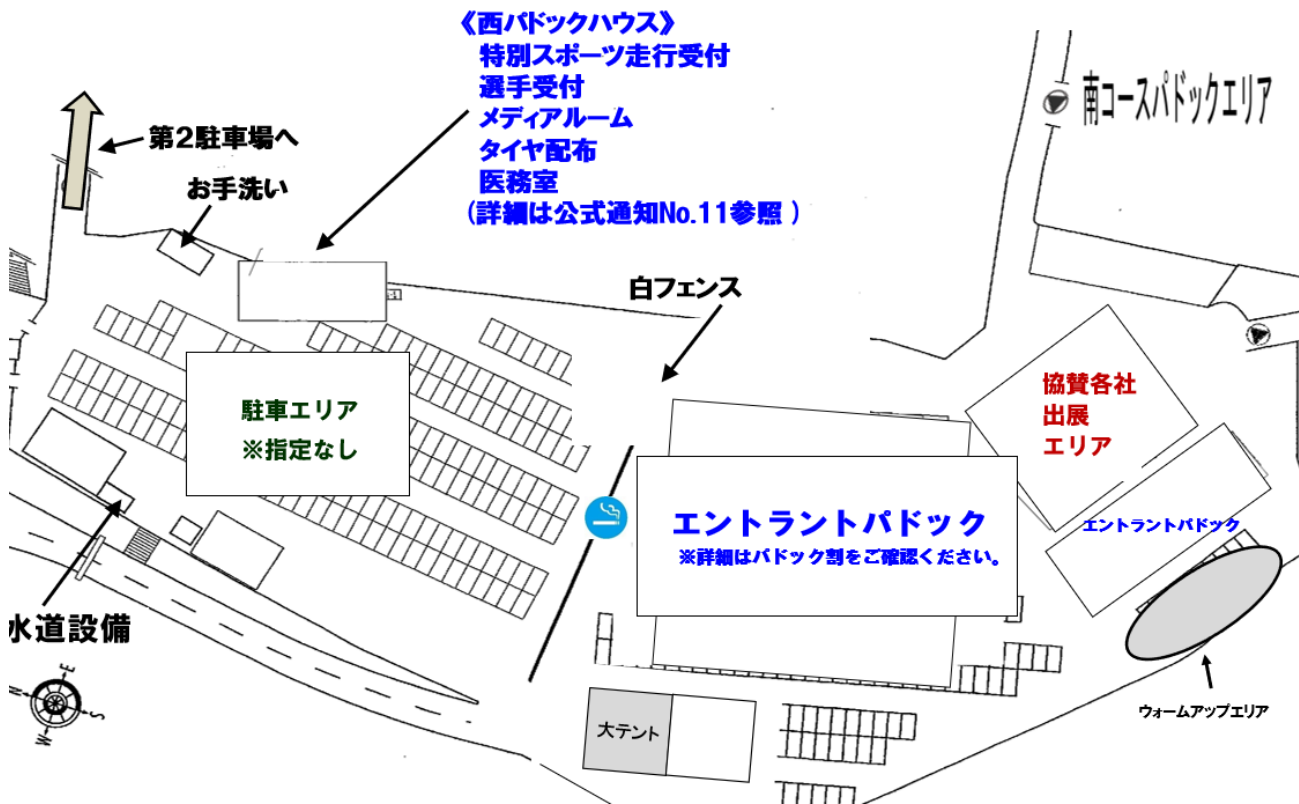 《西パドックハウス》
特別スポーツ走行受付
選手受付
メディアルーム
タイヤ配布
医務室
(詳細は公式通知No.11参照 )
南コースパドックエリア
第2駐車場へ
お手洗い
白フェンス
駐車エリア
※指定なし
協賛各社
出展
エリア
エントラントパドック
※詳細はパドック割をご確認ください。
エントラントパドック
水道設備
大テント
ウォームアップエリア
N
E
S
W